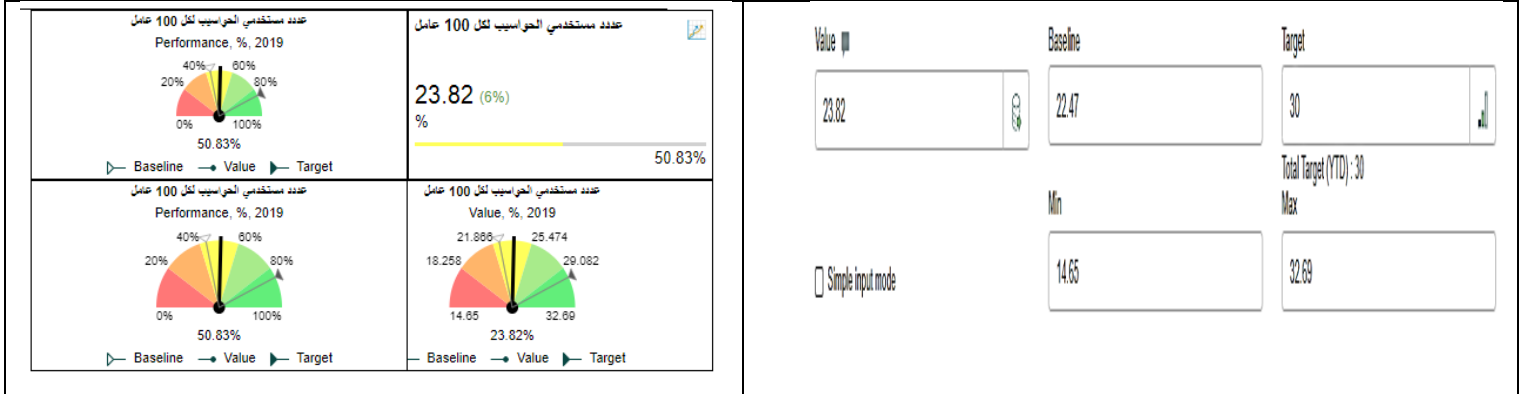 عددد مستخدمي الحواسيب لكل 100 عامل
Performance, %, 2019
40% 60%
20% 80%
0% 100%
50.83%
Baseline Value Target
عددد مستخدمي الحواسيب لكل 100 عامل
23.82 (6%)
%
50.83%
عددد مستخدمي الحواسيب لكل 100 عامل
Performance, %, 2019
40% 60%
20% 80%
0% 100%
50.83%
Baseline Value Target
عددد مستخدمي الحواسيب لكل 100 عامل
Value, %, 2019
21.866 25.474
18.258 29.082
14.65 32.69
23.82%
Baseline Value Target
Value Baseline Target
23.82 22.47 30
Total Target (YTD) : 30
Min Max
Simple input mode 14.65 32.69